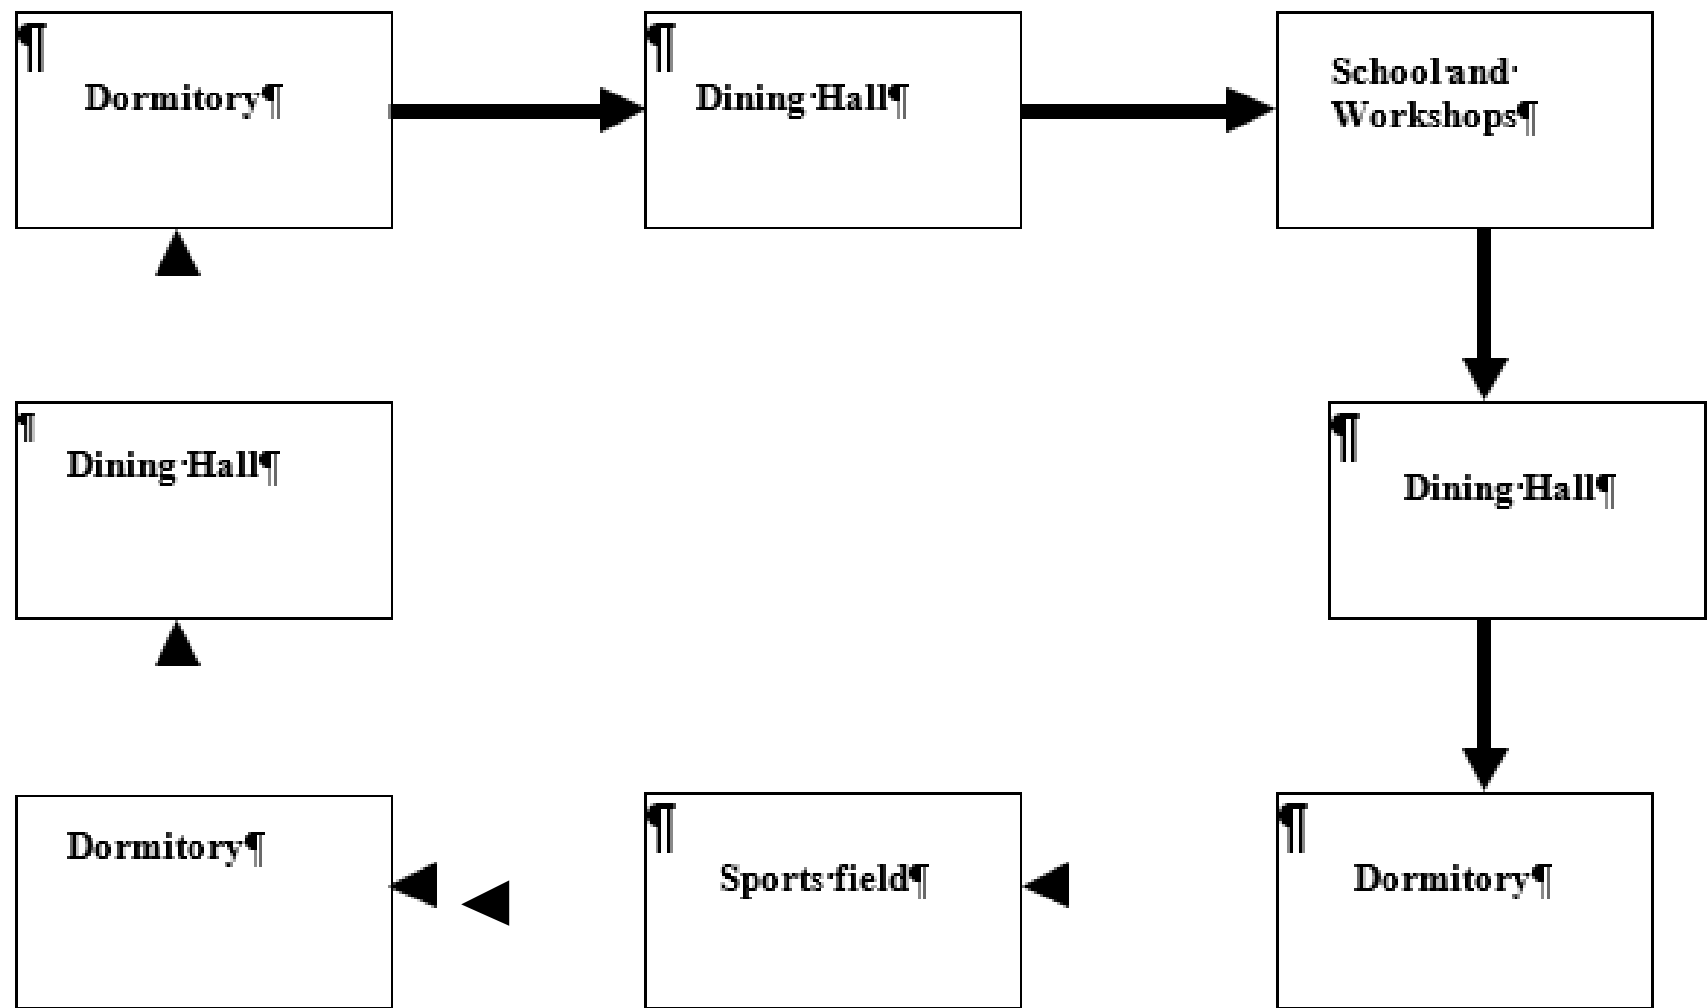 ¶
Dormitory¶
¶
Dining·Hall¶
School·and·
Workshops¶
¶
Dining·Hall¶
¶
Dining·Hall¶
Dormitory¶
¶
Sports·field¶
¶
Dormitory¶